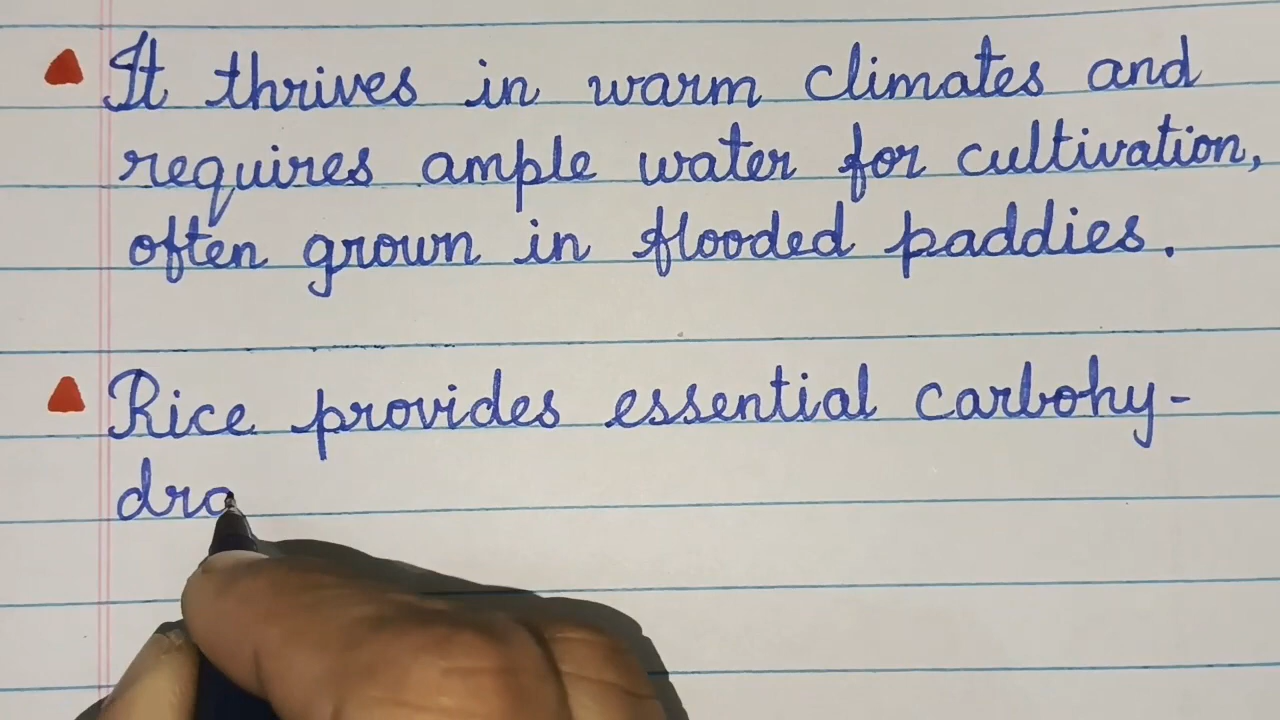 It thrives in warm climates and
requires ample water for cultivation,
often grown in flooded paddies.
Rice provides essential carbohy-
dra